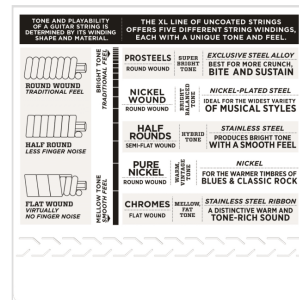 TONE AND PLAYABILITY
OF A GUITAR STRING IS
DETERMINED BY ITS WINDING
SHAPE AND MATERIAL.
THE XL LINE OF UNCOATED STRINGS
OFFERS FIVE DIFFERENT STRING WINDINGS,
EACH WITH A UNIQUE TONE AND FEEL.
ROUND WOUND
TRADITIONAL FEEL
HALF ROUND
LESS FINGER NOISE
FLAT WOUND
VIRTUALLY
NO FINGER NOISE
BRIGHT TONE
TRADITIONAL FEEL
MELLOW TONE
SMOOTH FEEL
PROSTEELS
ROUND WOUND
SUPER
BRIGHT
TONE
EXCLUSIVE STEEL ALLOY
BEST FOR MORE CRUNCH,
BITE AND SUSTAIN
NICKEL
WOUND
ROUND WOUND
BRIGHT
BALANCED
TONE
NICKEL-PLATED STEEL
IDEAL FOR THE WIDEST VARIETY
OF MUSICAL STYLES
HALF
ROUNDS
SEMI-FLAT WOUND
HYBRID
TONE
STAINLESS STEEL
PRODUCES BRIGHT TONE
WITH A SMOOTH FEEL
PURE
NICKEL
ROUND WOUND
WARM,
VINTAGE
TONE
NICKEL
FOR THE WARMER TIMBRES OF
BLUES & CLASSIC ROCK
CHROMES
FLAT WOUND
MELLOW,
FAT
TONE
STAINLESS STEEL RIBBON
A DISTINCTIVE WARM AND
TONE-RICH SOUND